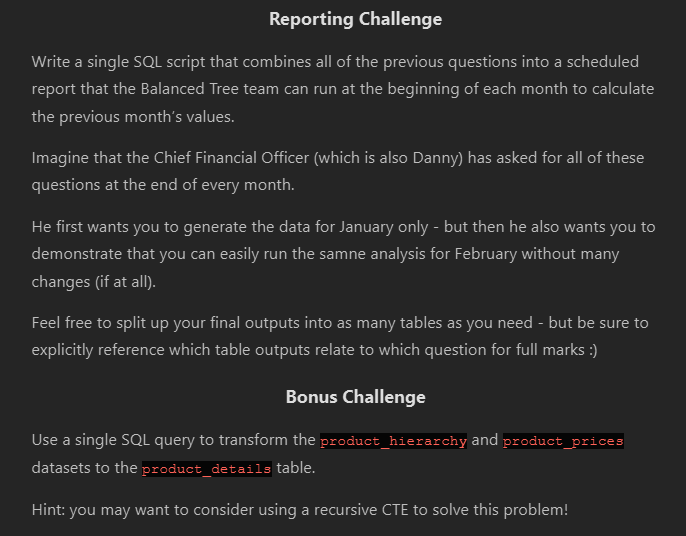 Reporting Challenge
Write a single SQL script that combines all of the previous questions into a scheduled
report that the Balanced Tree team can run at the beginning of each month to calculate
the previous month's values.
Imagine that the Chief Financial Officer (which is also Danny) has asked for all of these
questions at the end of every month.
He first wants you to generate the data for January only - but then he also wants you to
demonstrate that you can easily run the samne analysis for February without many
changes (if at all).
Feel free to split up your final outputs into as many tables as you need - but be sure to
explicitly reference which table outputs relate to which question for full marks :)
Bonus Challenge
Use a single SQL query to transform the product_hierarchy and product_prices
datasets to the product_details table.
Hint: you may want to consider using a recursive CTE to solve this problem!